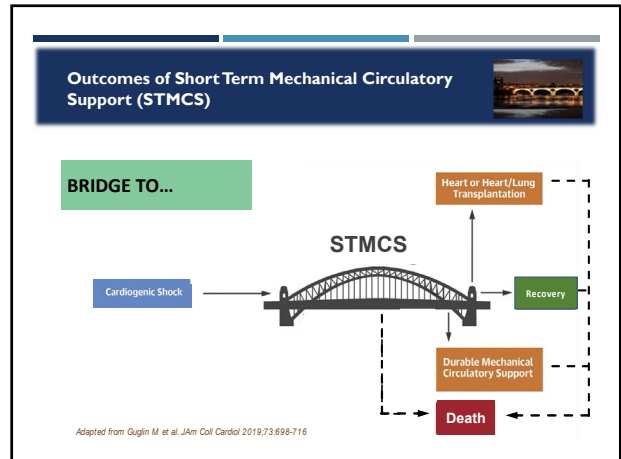 Outcomes of Short Term Mechanical Circulatory
Support (STMCS)
BRIDGE TO...
Heart or Heart/Lung
Transplantation
STMCS
Cardiogenic Shock
Recovery
Durable Mechanical
Circulatory Support
Death
Adapted from Guglin M et al. JAm Coll Cardiol 2019;73:698-716